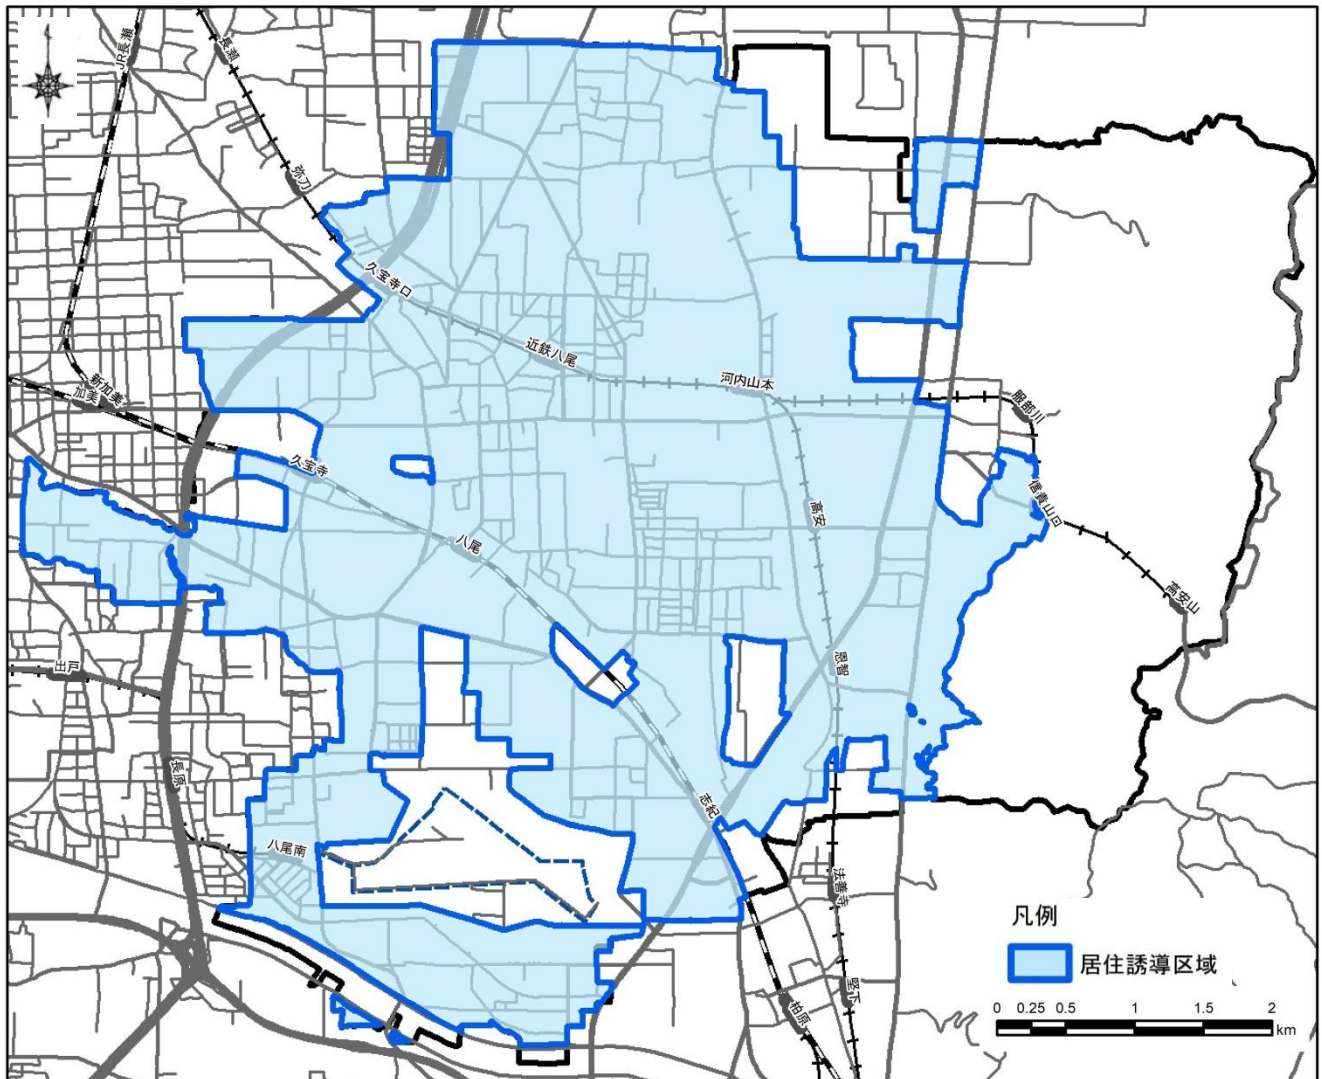 JR長瀬
長瀬
弥刀
久宝寺口
近鉄八尾
河内山本
服部川
新加美
加美
久宝寺
信貴山口
高安
八尾
高安山
恩智
出戸
長原
志紀
八尾南
法善寺
堅下
柏原
凡例
居住誘導区域
0 0.25 0.5 1 1.5 2
km